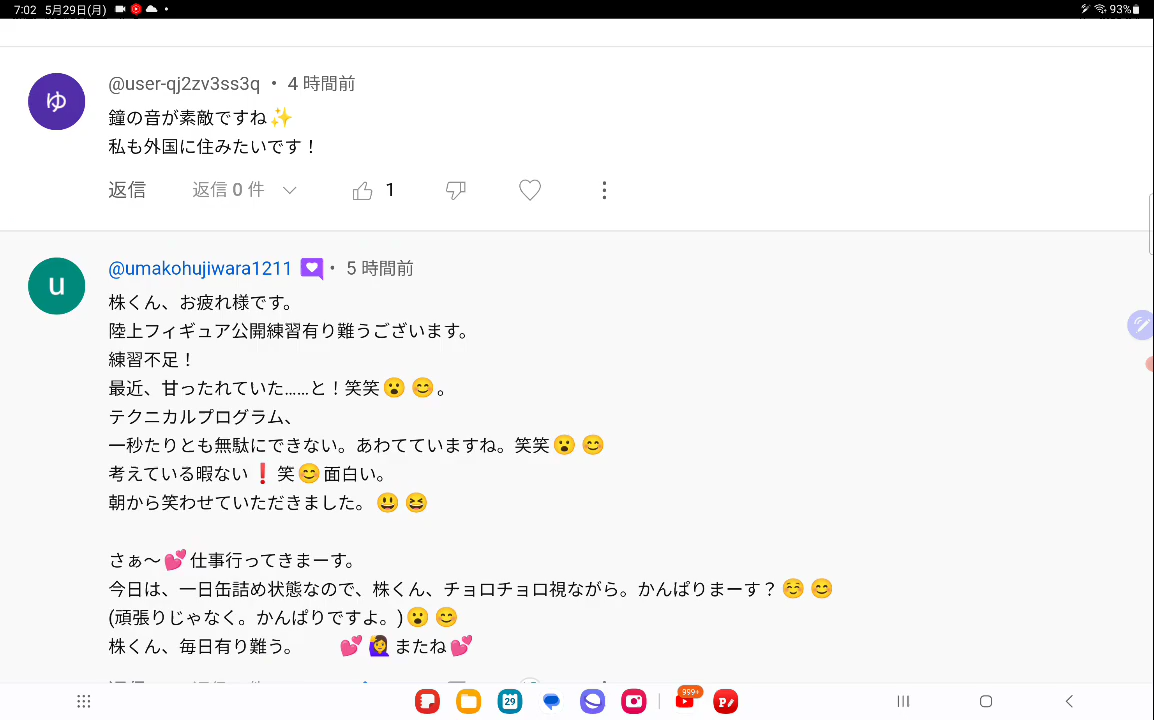 7:02 5月29日(月)
93%
ゆ
@user-qj2zv3ss3q • 4 時間前
鐘の音が素敵ですね✨
私も外国に住みたいです！
返信 返信 0 件 1
u
@umakohujiwara1211 • 5 時間前
株くん、お疲れ様です。
陸上フィギュア公開練習有り難うございます。
練習不足！
最近、甘ったれていた……と！笑笑😮😊。
テクニカルプログラム、
一秒たりとも無駄にできない。あわてていますね。笑笑😮😊
考えている暇ない❗笑😊面白い。
朝から笑わせていただきました。😃😆
さぁ〜💕仕事行ってきまーす。
今日は、一日缶詰め状態なので、株くん、チョロチョロ視ながら。かんぱりまーす？☺️😊
(頑張りじゃなく。かんぱりですよ。)😮😊
株くん、毎日有り難う。 💕🙋‍♀️またね💕
29
999+